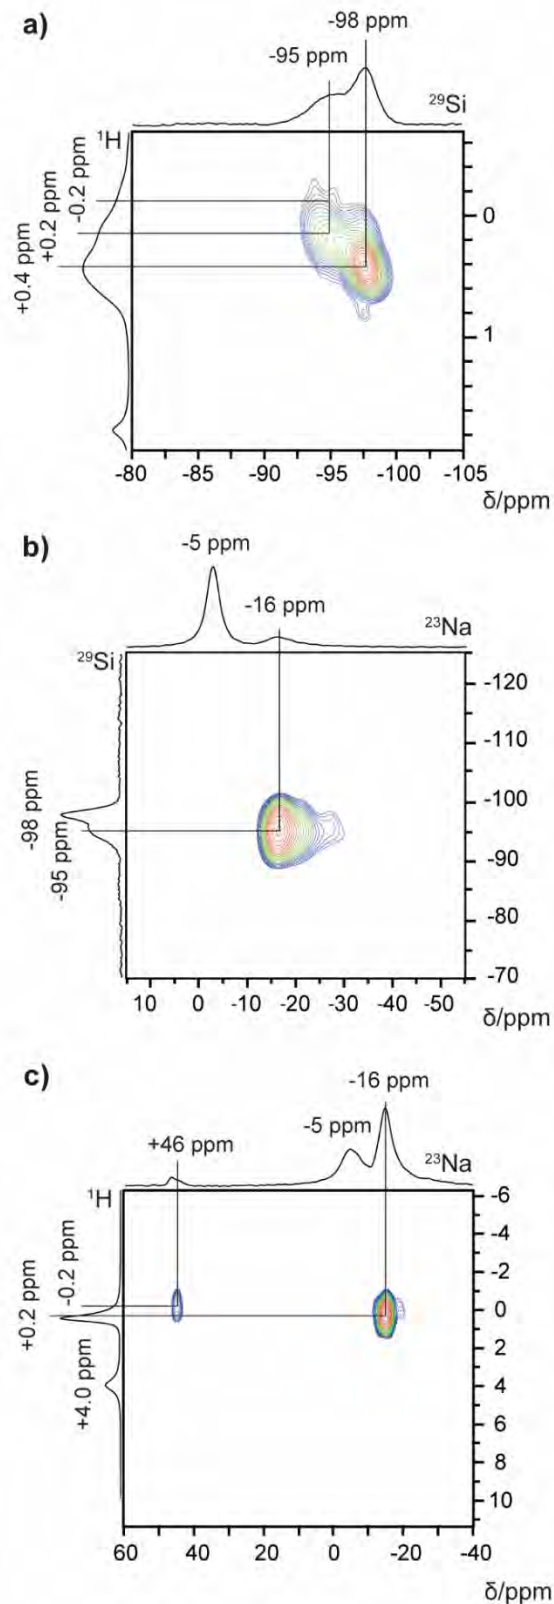 a)
-98 ppm
-95 ppm
²⁹Si
¹H
-0.2 ppm
+0.2 ppm
+0.4 ppm
0
1
-80 -85 -90 -95 -100 -105
δ/ppm
b)
-5 ppm
-16 ppm
²³Na
²⁹Si
-98 ppm
-95 ppm
-120
-110
-100
-90
-80
-70
10 0 -10 -20 -30 -40 -50
δ/ppm
c)
-16 ppm
-5 ppm
+46 ppm
²³Na
¹H
-0.2 ppm
+0.2 ppm
+4.0 ppm
-6
-4
-2
0
2
4
6
8
10
60 40 20 0 -20 -40
δ/ppm